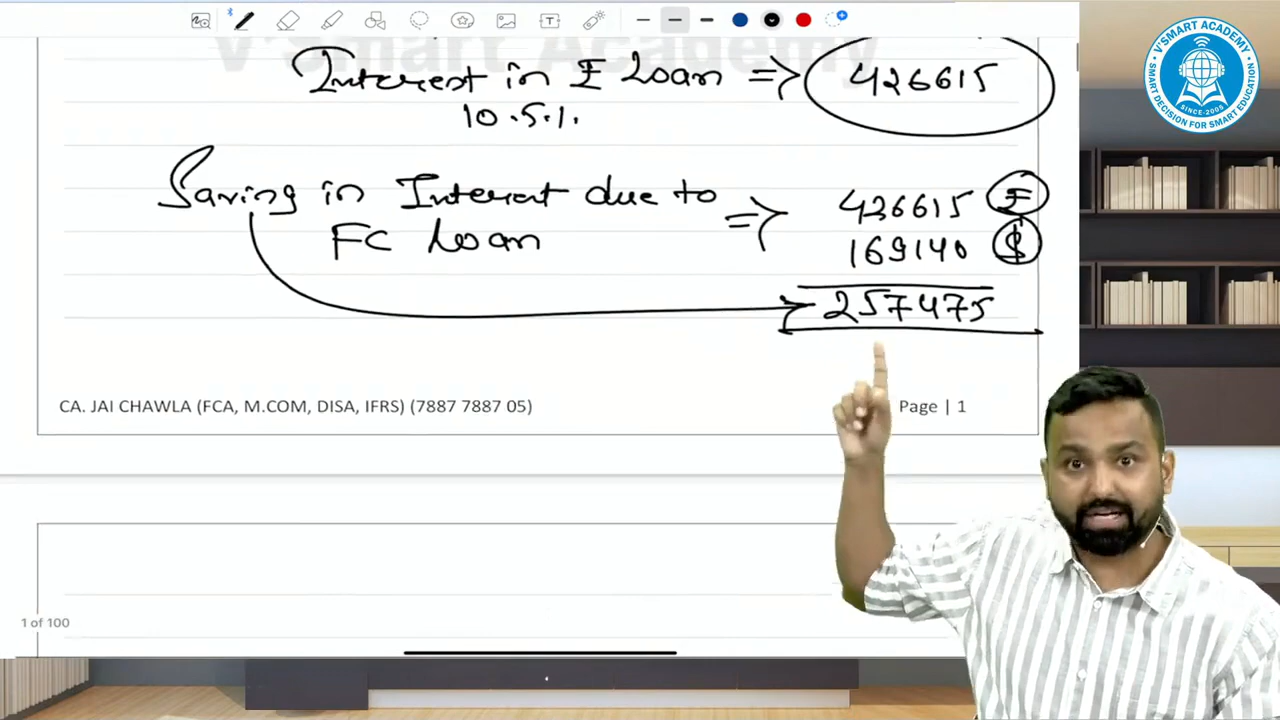 V'Smart Academy
Interest in ₹ Loan => 426615
10.5%
Saving in Interest due to FC Loan => 426615 ₹
169140 $
257475
CA. JAI CHAWLA (FCA, M.COM, DISA, IFRS) (7887 7887 05)
Page | 1
1 of 100
V'SMART ACADEMY
SINCE-2005
SMART DECISION FOR SMART EDUCATION
T